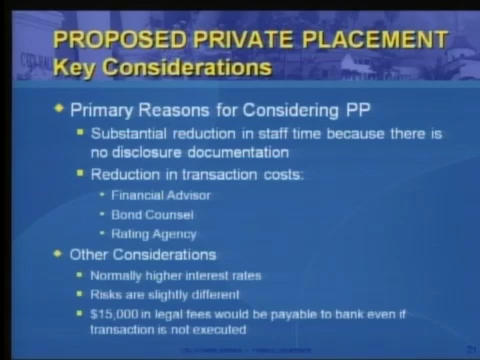 PROPOSED PRIVATE PLACEMENT
Key Considerations
Primary Reasons for Considering PP
Substantial reduction in staff time because there is
no disclosure documentation
Reduction in transaction costs:
Financial Advisor
Bond Counsel
Rating Agency
Other Considerations
Normally higher interest rates
Risks are slightly different
$15,000 in legal fees would be payable to bank even if
transaction is not executed